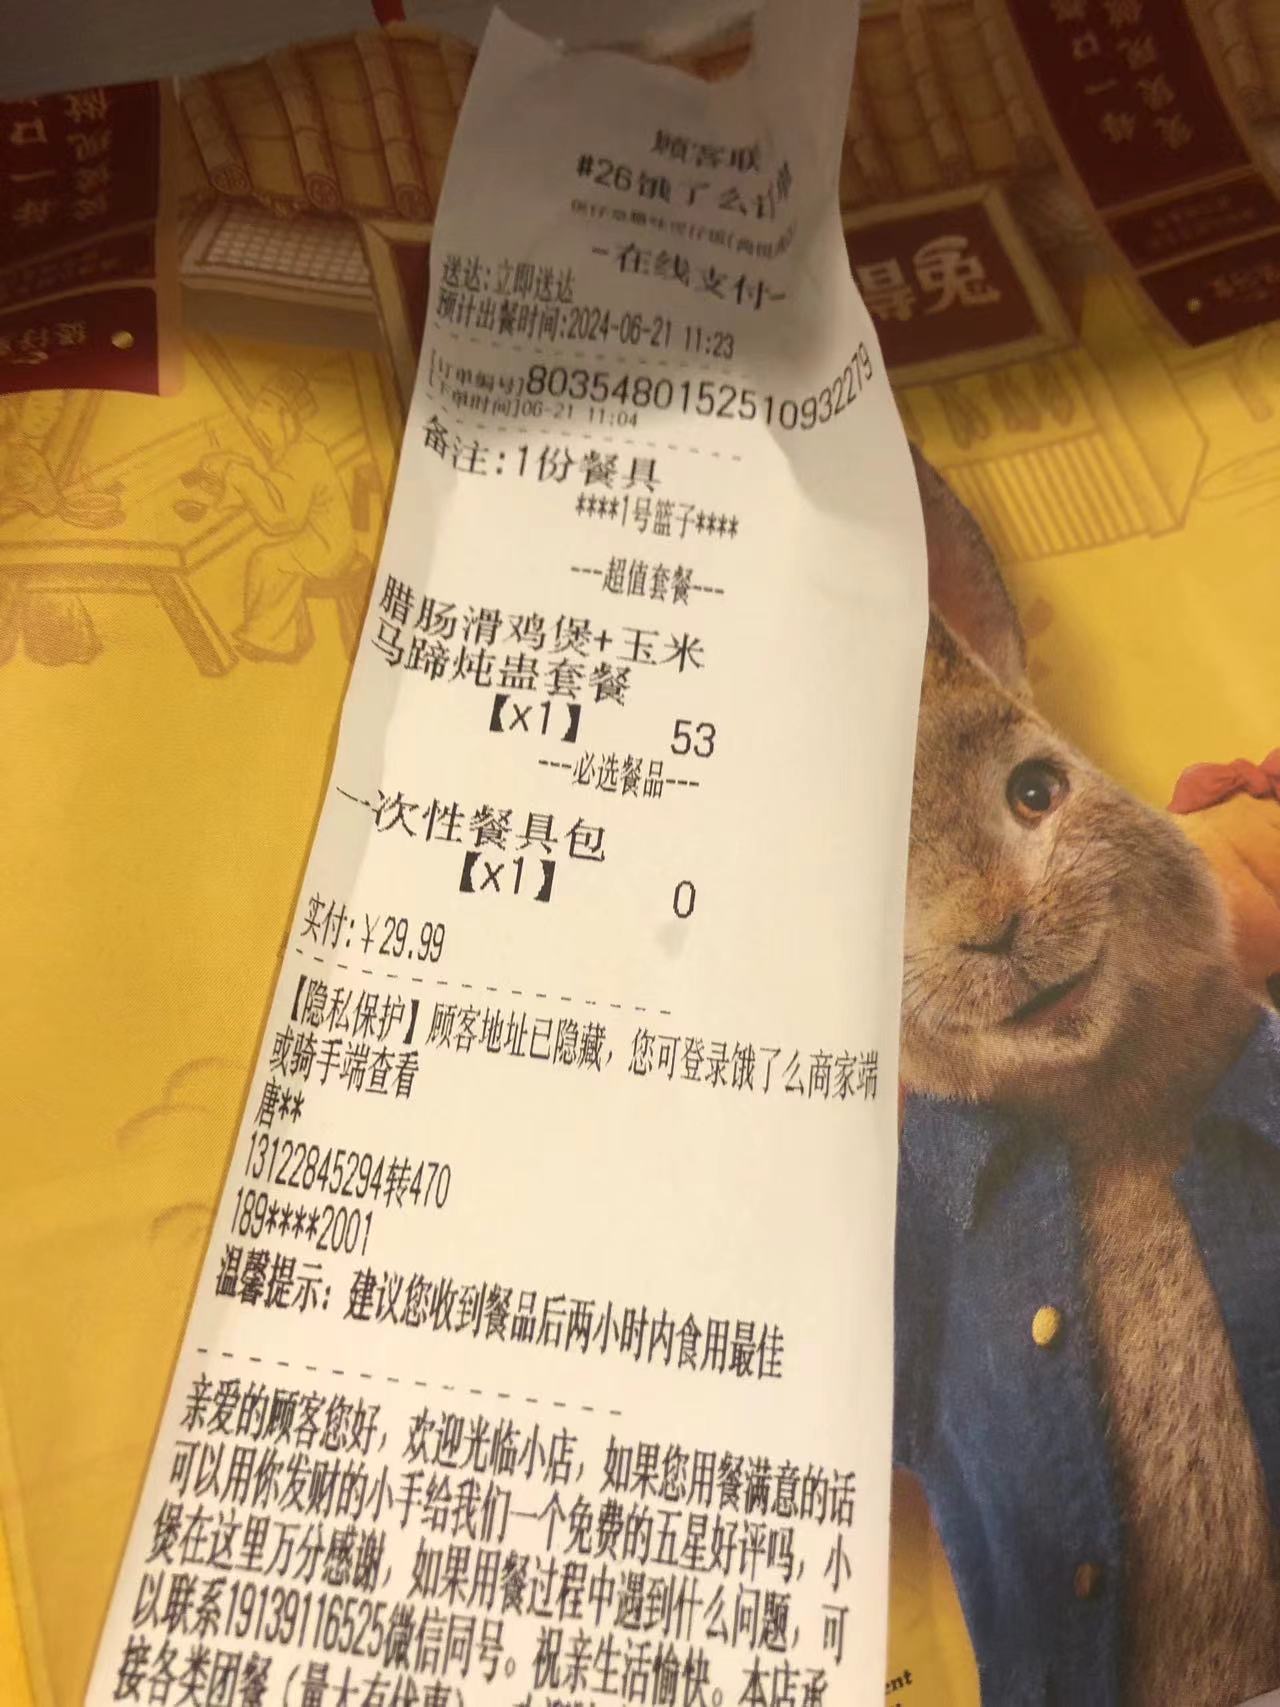 顾客联
#26饿了么
-在线支付-
送达:立即送达
预计出餐时间:2024-06-21 11:23
[订单编号]8035480152510932279
[下单时间]06-21 11:04
备注:1份餐具
****1号篮子****
---超值套餐---
腊肠滑鸡煲+玉米
马蹄炖盅套餐
【x1】 53
---必选餐品---
一次性餐具包
【x1】 0
实付:¥29.99
【隐私保护】顾客地址已隐藏，您可登录饿了么商家端
或骑手端查看
唐**
13122845294转470
189****2001
温馨提示：建议您收到餐品后两小时内食用最佳
亲爱的顾客您好，欢迎光临小店，如果您用餐满意的话
可以用你发财的小手给我们一个免费的五星好评吗，小
煲在这里万分感谢，如果用餐过程中遇到什么问题，可
以联系19139116525微信同号。祝亲生活愉快。本店承
接各类团餐（量大有优惠）